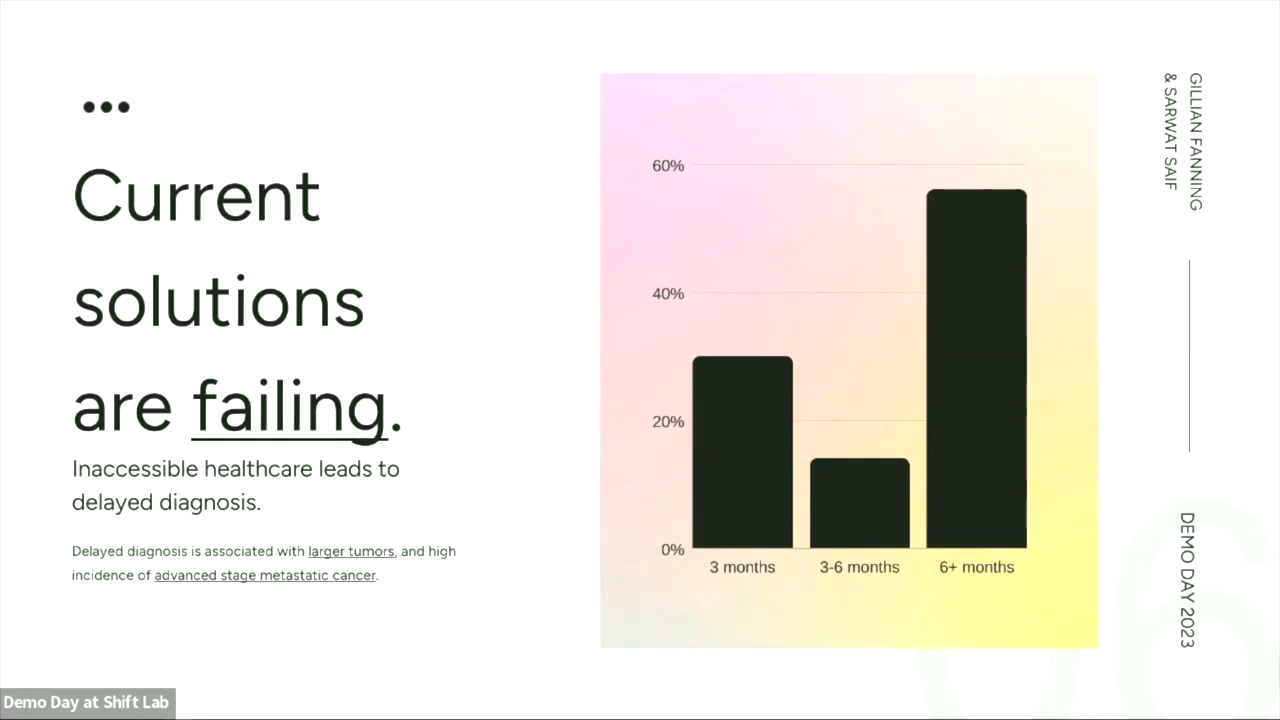 Current
solutions
are failing.
Inaccessible healthcare leads to
delayed diagnosis.
Delayed diagnosis is associated with larger tumors, and high
incidence of advanced stage metastatic cancer.
60%
40%
20%
0%
3 months
3-6 months
6+ months
GILLIAN FANNING
& SARWAT SAIF
DEMO DAY 2023
06
Demo Day at Shift Lab